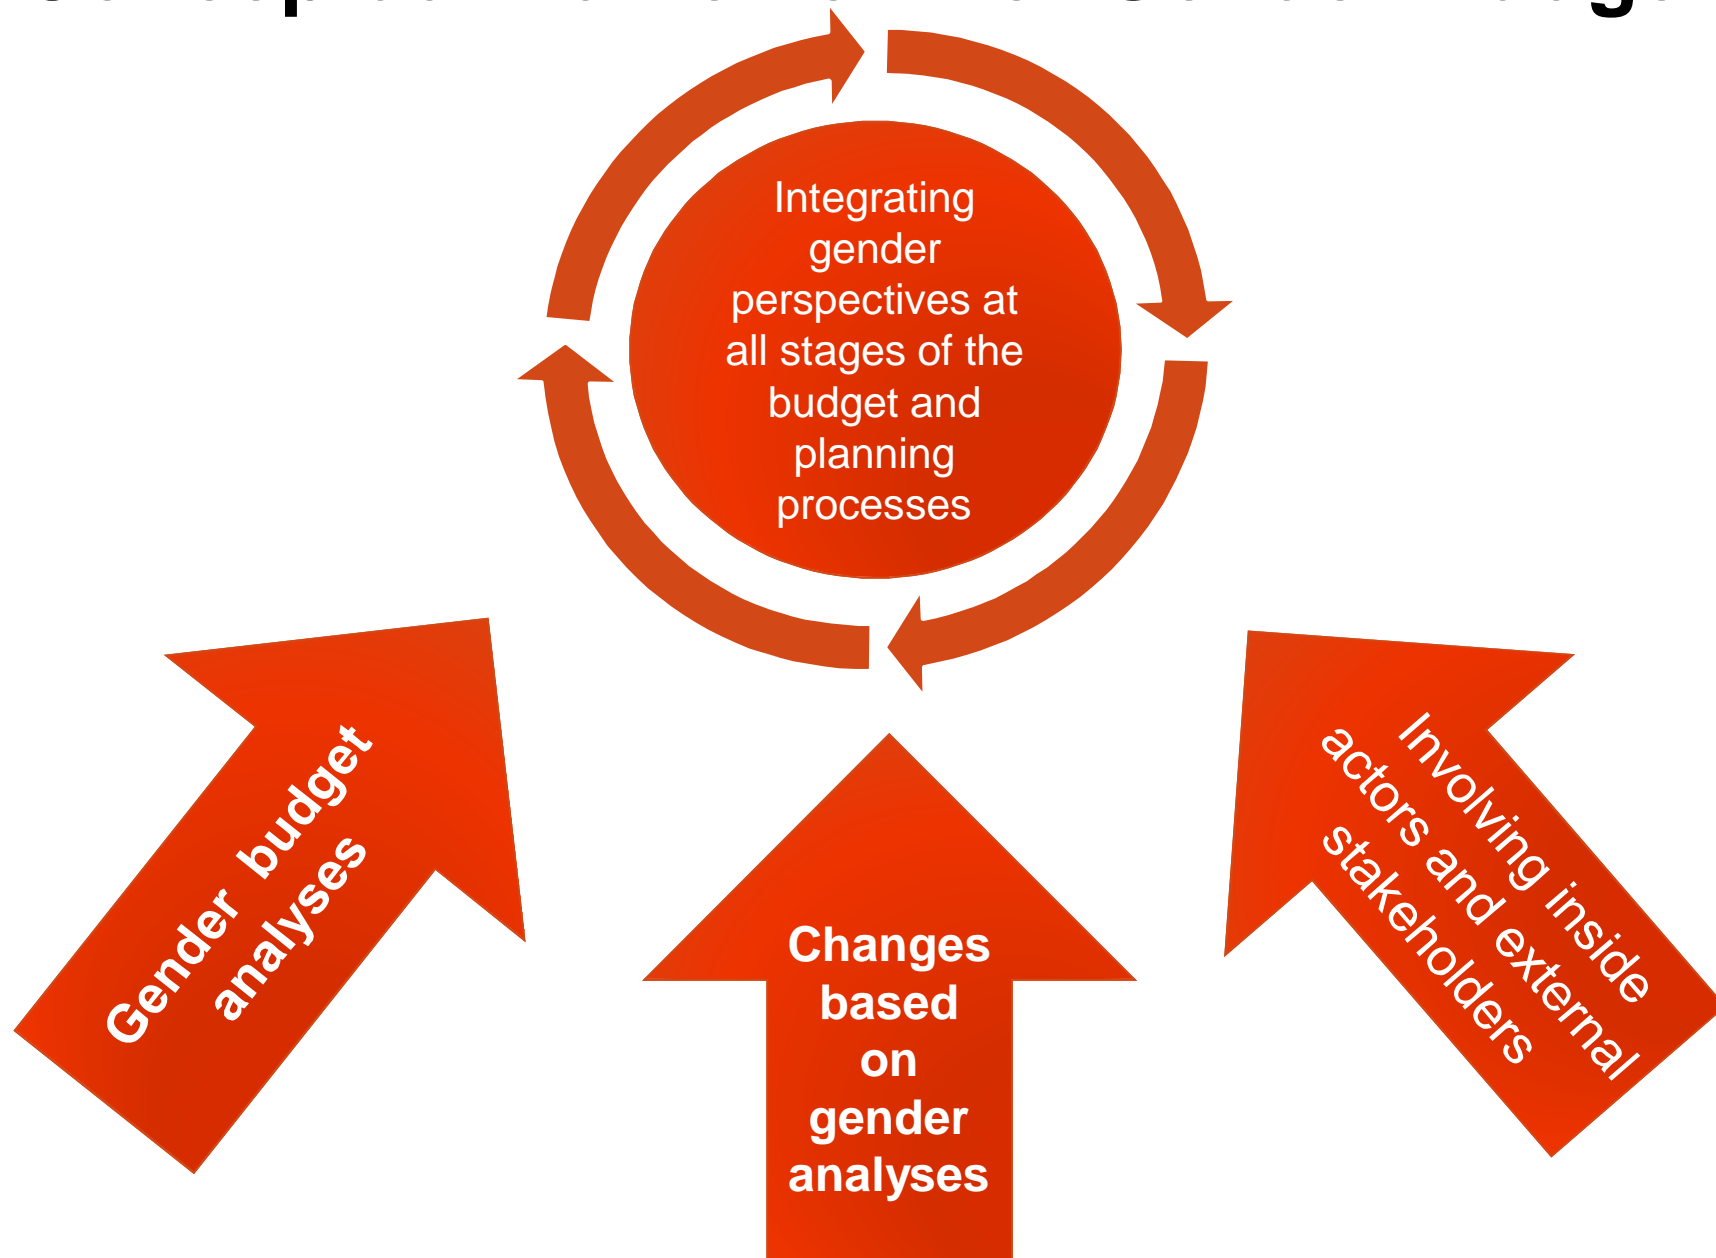 Integrating
gender
perspectives at
all stages of the
budget and
planning
processes
Gender budget
analyses
Changes
based
on
gender
analyses
Involving inside
actors and external
stakeholders